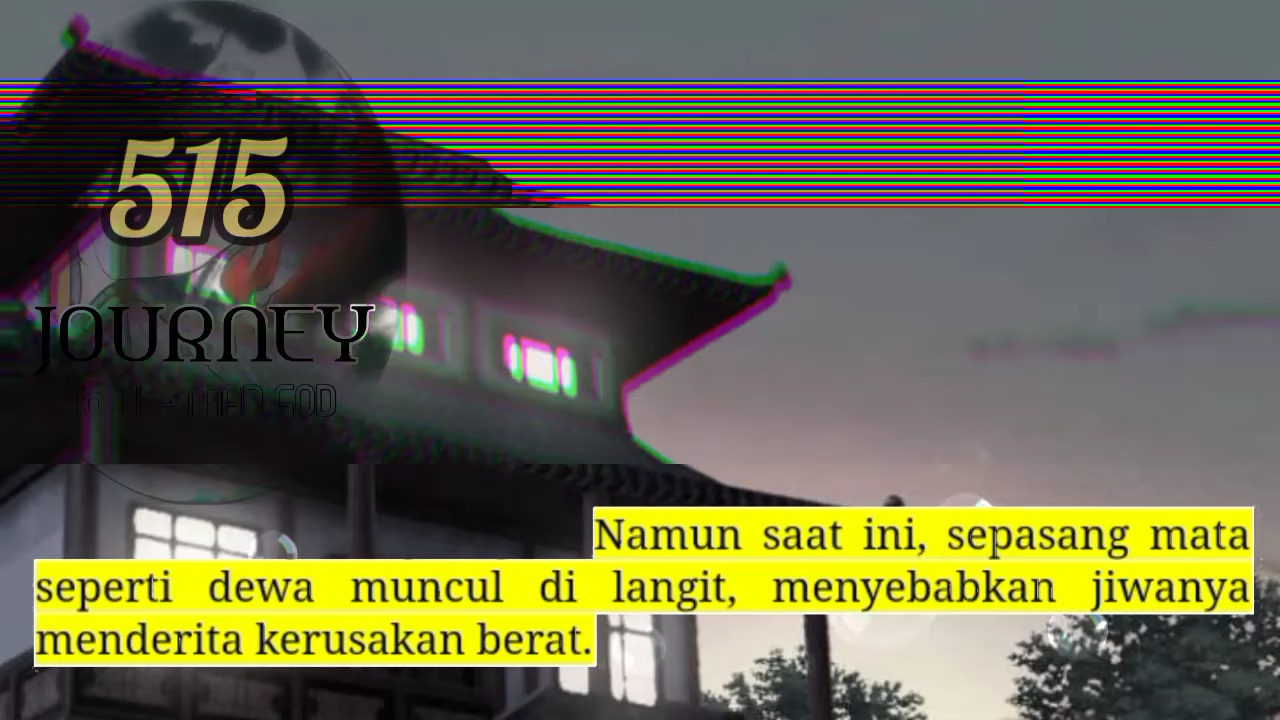 515
JOURNEY
Namun saat ini, sepasang mata
seperti dewa muncul di langit, menyebabkan jiwanya
menderita kerusakan berat.